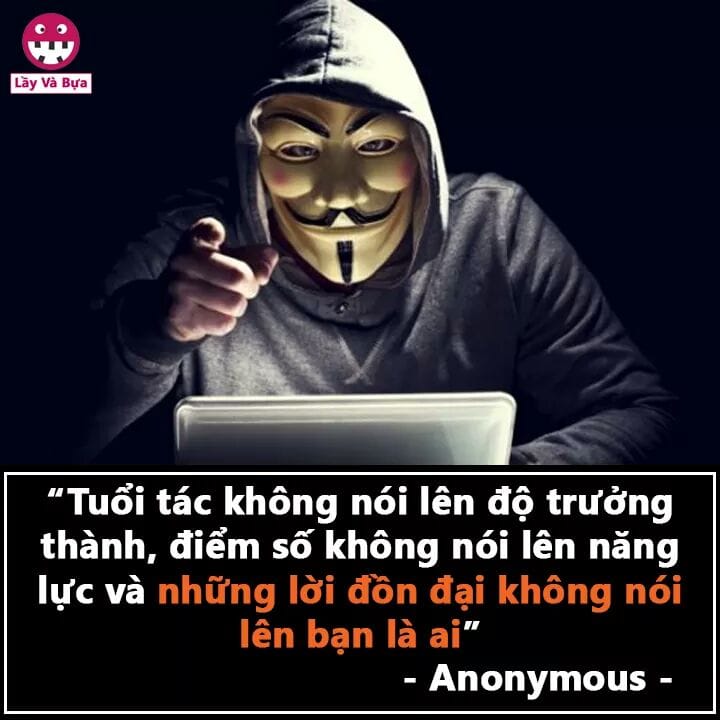 Lầy Và Bựa
“Tuổi tác không nói lên độ trưởng
thành, điểm số không nói lên năng
lực và những lời đồn đại không nói
lên bạn là ai”
- Anonymous -